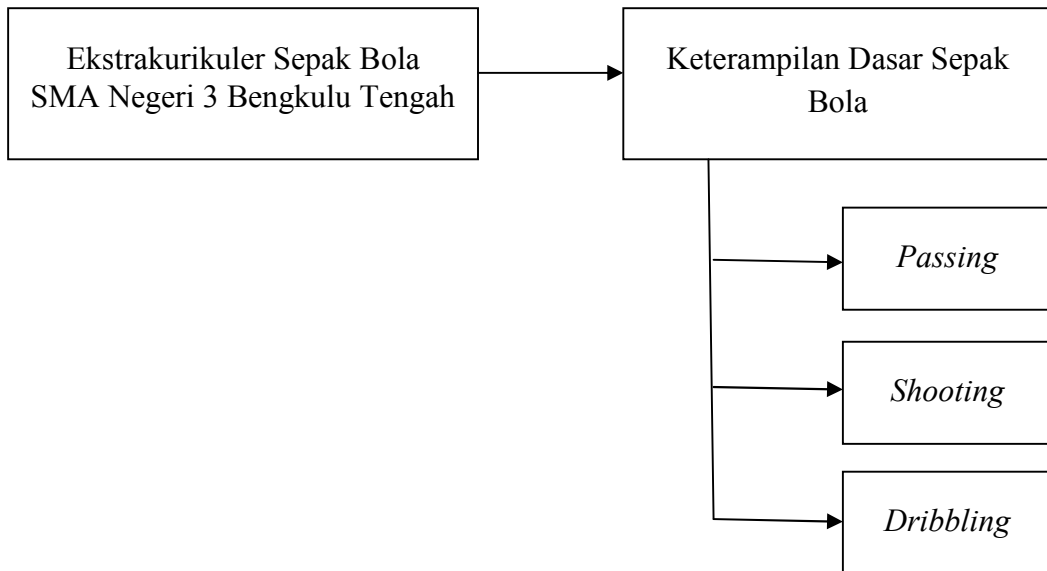 Ekstrakurikuler Sepak Bola
SMA Negeri 3 Bengkulu Tengah
Keterampilan Dasar Sepak
Bola
Passing
Shooting
Dribbling